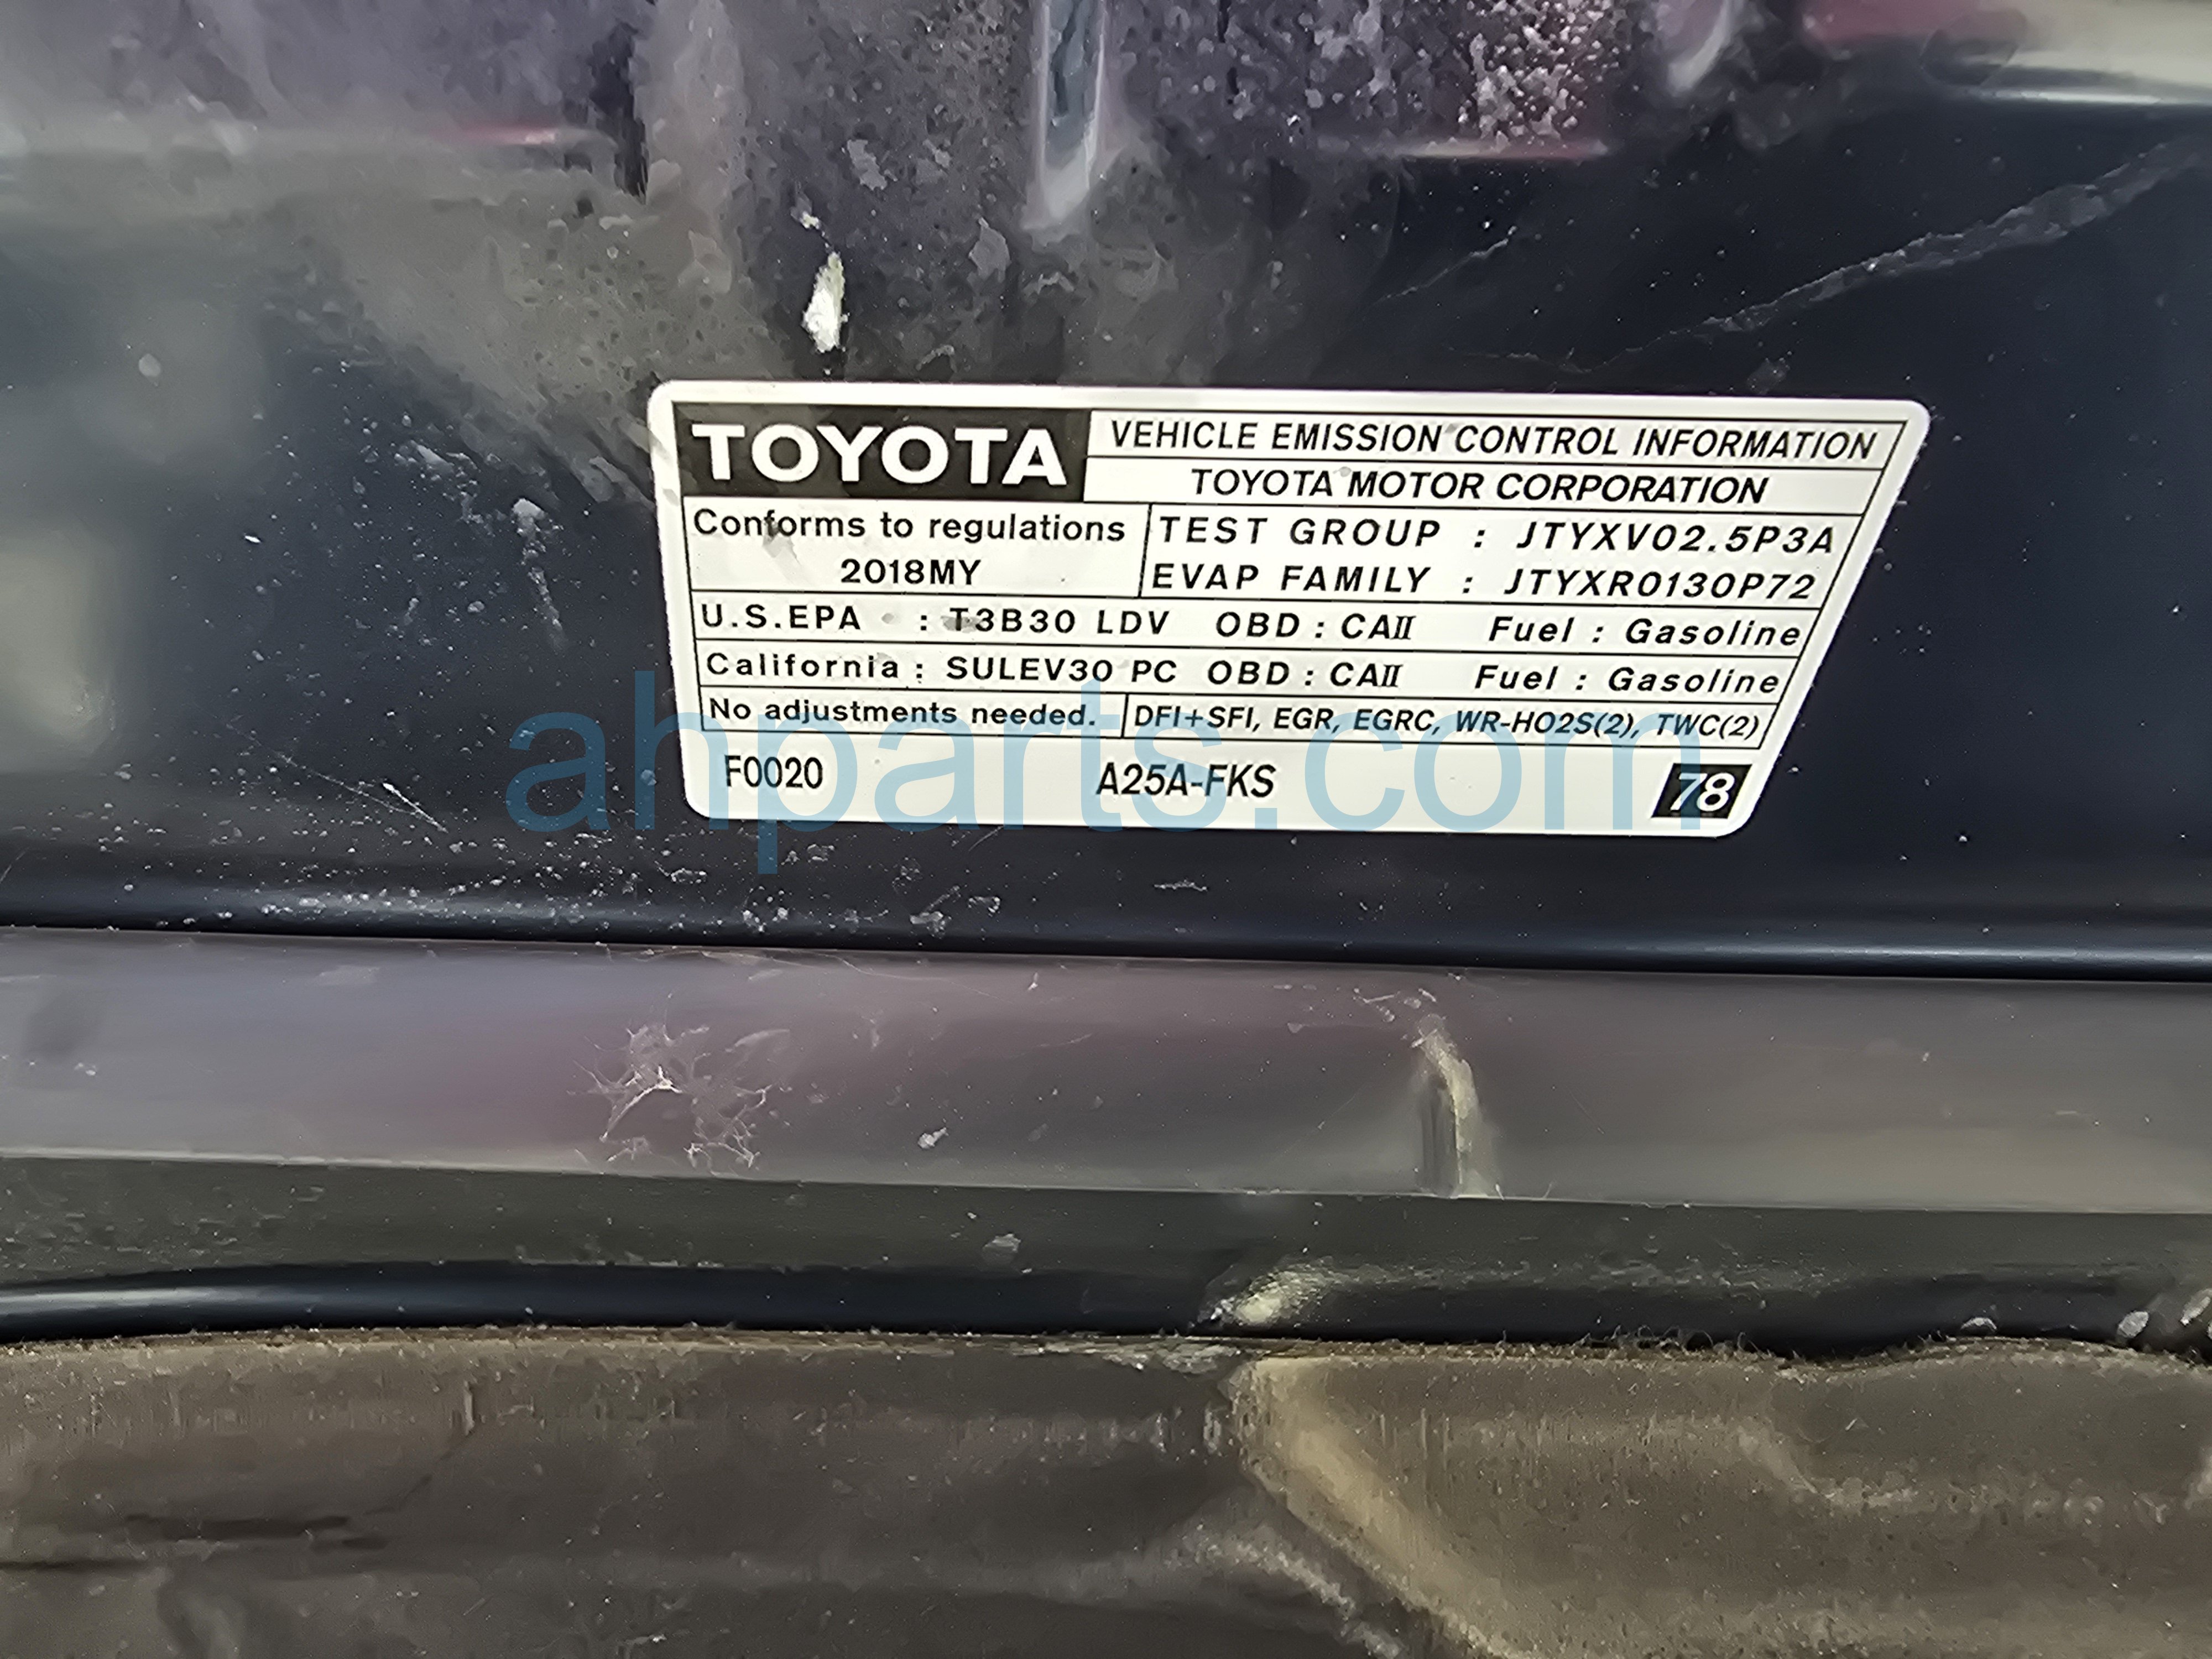 TOYOTA VEHICLE EMISSION CONTROL INFORMATION
TOYOTA MOTOR CORPORATION
Conforms to regulations
2018MY
TEST GROUP : JTYXV02.5P3A
EVAP FAMILY : JTYXR0130P72
U.S.EPA : T3B30 LDV OBD : CAII Fuel : Gasoline
California : SULEV30 PC OBD : CAII Fuel : Gasoline
No adjustments needed. DFI+SFI, EGR, EGRC, WR-HO2S(2), TWC(2)
F0020 A25A-FKS 78
ahparts.com